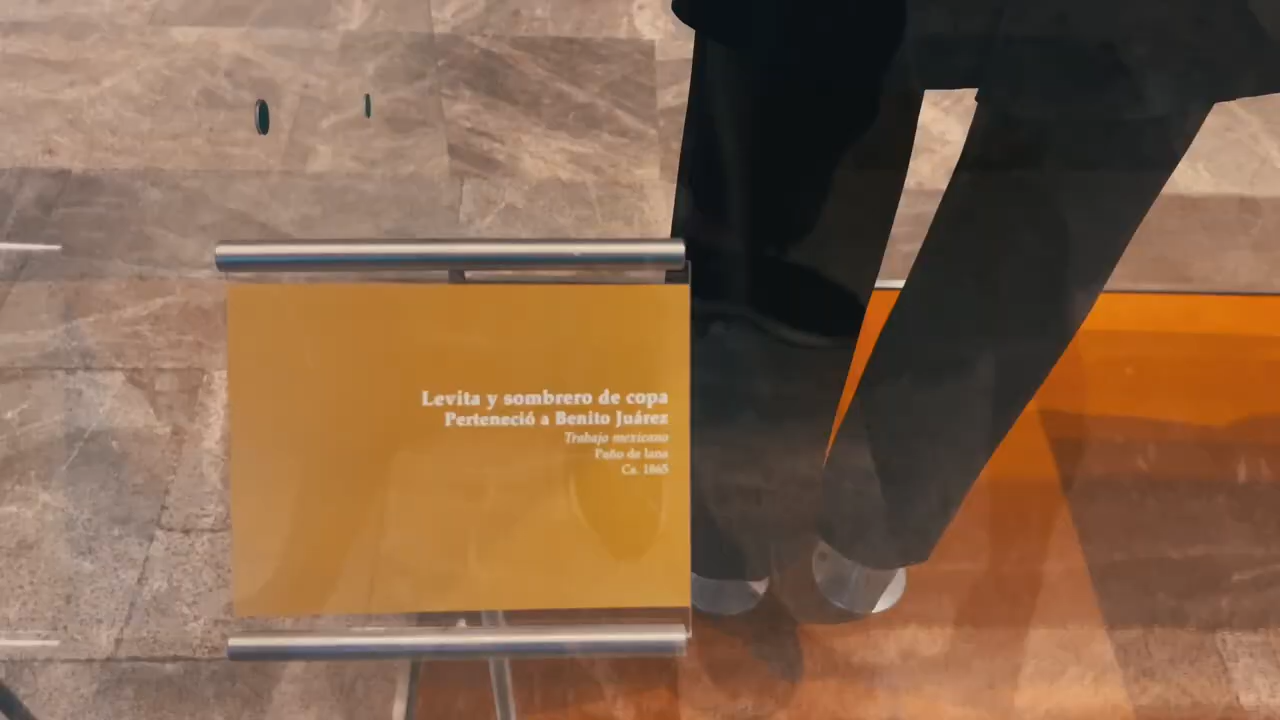 Levita y sombrero de copa
Perteneció a Benito Juárez
Trabajo mexicano
Paño de lana
Ca. 1865